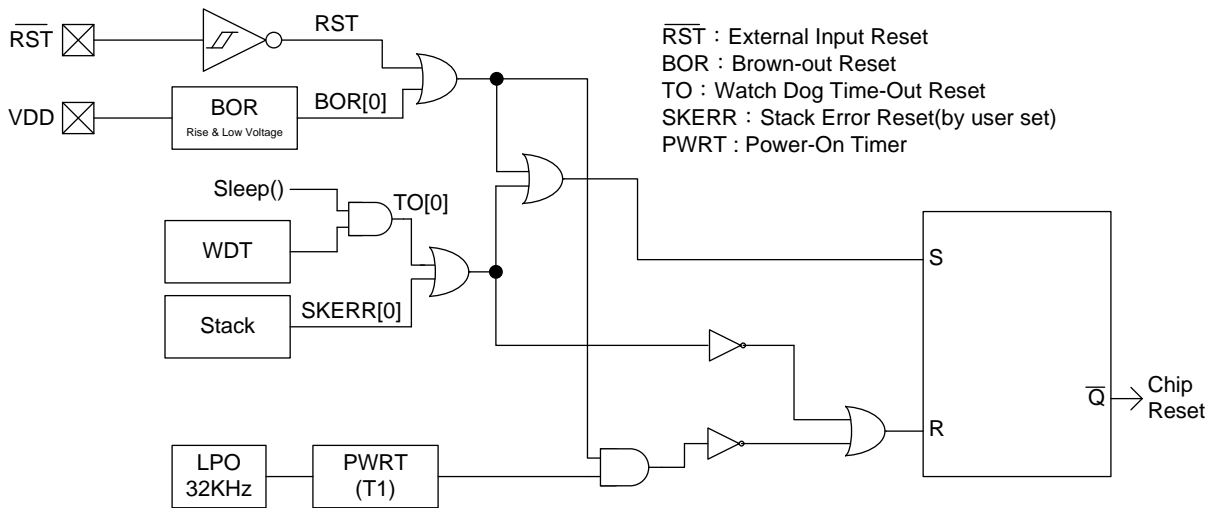 R̅S̅T̅
RST
RST̅：External Input Reset
BOR：Brown-out Reset
TO：Watch Dog Time-Out Reset
SKERR：Stack Error Reset(by user set)
PWRT : Power-On Timer
VDD
BOR
Rise & Low Voltage
BOR[0]
Sleep()
TO[0]
WDT
Stack
SKERR[0]
S
R
Q̅
Chip
Reset
LPO
32KHz
PWRT
(T1)